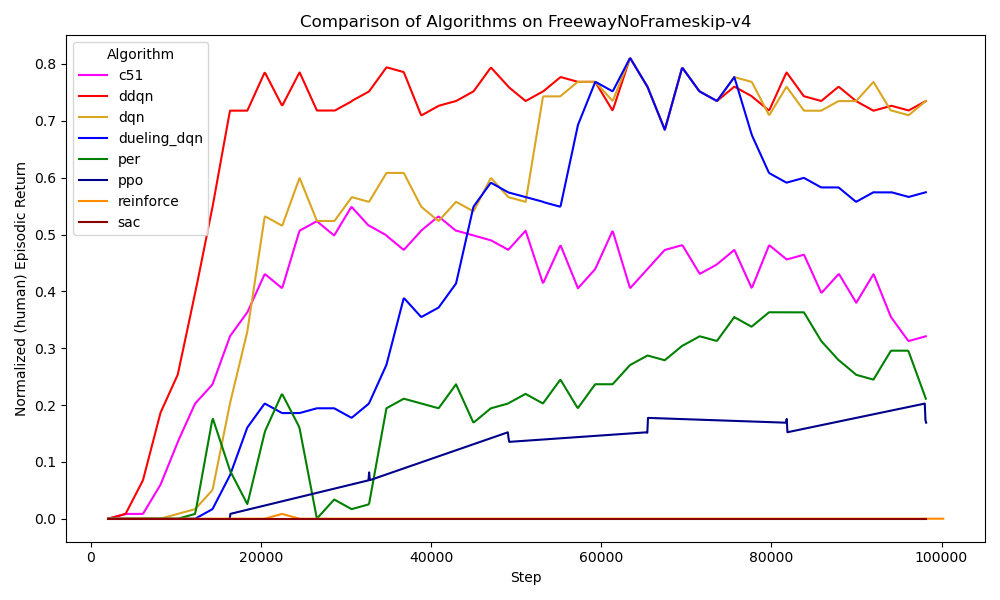 Comparison of Algorithms on FreewayNoFrameskip-v4
Normalized (human) Episodic Return
0.8
0.7
0.6
0.5
0.4
0.3
0.2
0.1
0.0
Algorithm
c51
ddqn
dqn
dueling_dqn
per
ppo
reinforce
sac
0
20000
40000
60000
80000
100000
Step